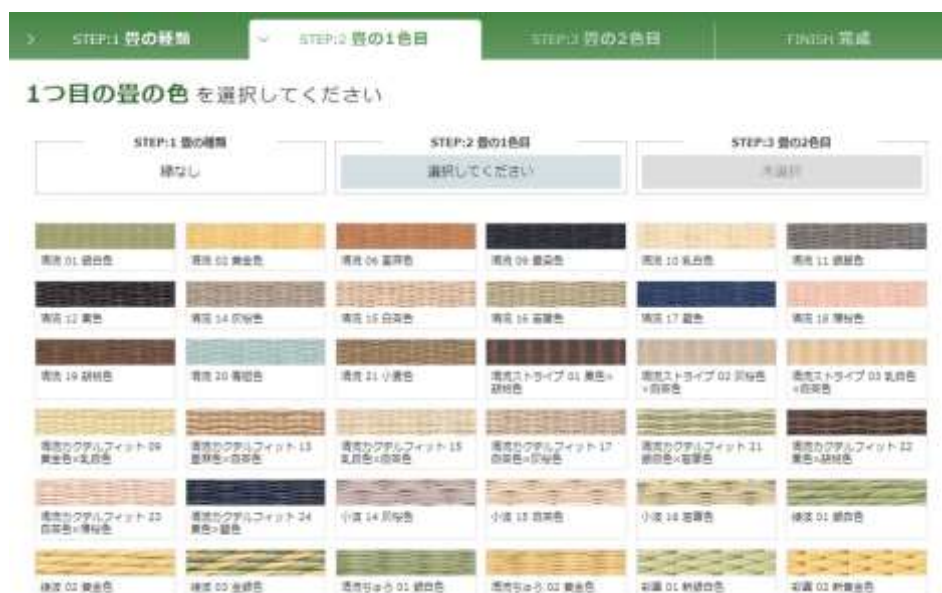 STEP:1 畳の種類
STEP:2 畳の1色目
STEP:3 畳の2色目
FINISH 完成
1つ目の畳の色 を選択してください
STEP:1 畳の種類
STEP:2 畳の1色目
STEP:3 畳の2色目
縁なし
選択してください
未選択
清流 01 銀白色
清流 02 黄金色
清流 06
清流 09
清流 10 乳白色
清流 11 銀鼠色
清流 12 黒色
清流 14 灰桜色
清流 15 白茶色
清流 16 若草色
清流 17 藍色
清流 18 薄桜色
清流 19 胡桃色
清流 20 青磁色
清流 21 小麦色
清流ストライプ 01 黒色×
胡桃色
清流ストライプ 02 灰桜色
×白茶色
清流ストライプ 03 乳白色
×白茶色
清流カクテルフィット 09
黄金色×乳白色
清流カクテルフィット 13
清流カクテルフィット 15
乳白色×白茶色
清流カクテルフィット 17
白茶色×灰桜色
清流カクテルフィット 21
銀白色×若草色
清流カクテルフィット 22
黒色×胡桃色
清流カクテルフィット 23
白茶色×薄桜色
清流カクテルフィット 24
黒色×藍色
小波 14 灰桜色
小波 15 白茶色
小波 16 若草色
綾波 01 銀白色
綾波 02 黄金色
綾波 03 金銀色
清流ちゅら 01 銀白色
清流ちゅら 02 黄金色
彩園 01 新銀白色
彩園 02 新黄金色